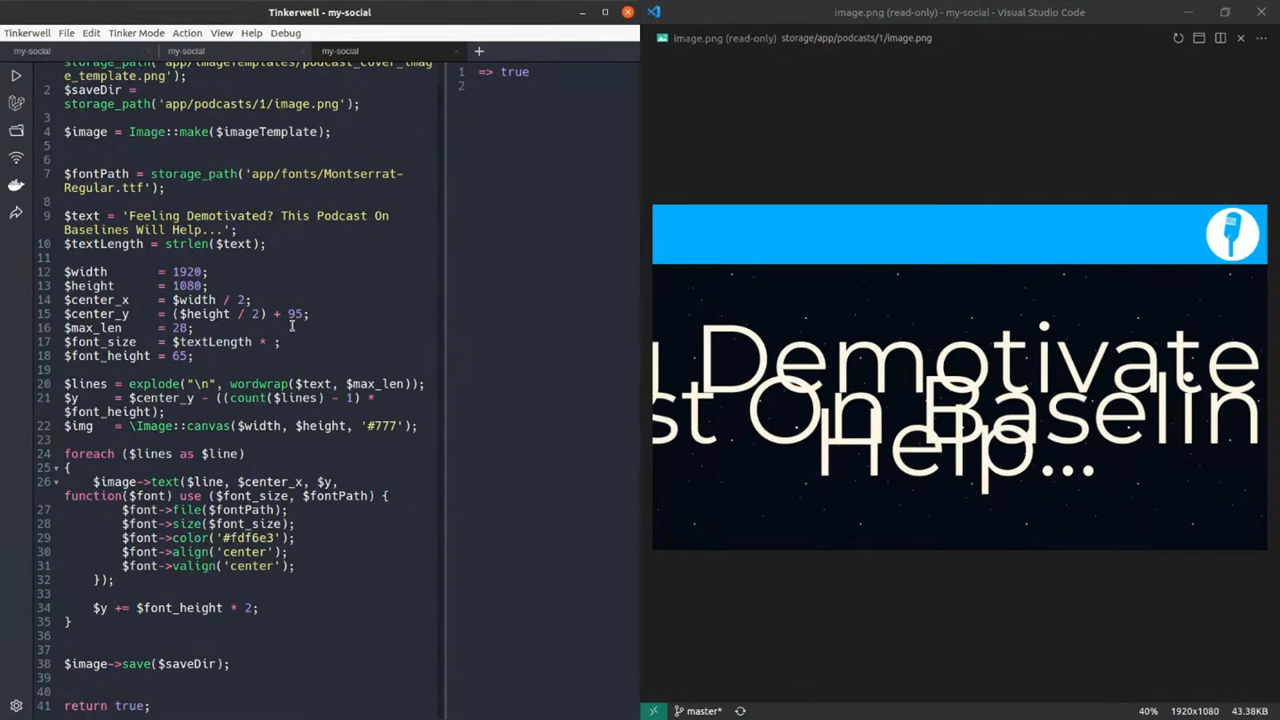 Tinkerwell - my-social
Tinkerwell File Edit Tinker Mode Action View Help Debug
my-social my-social my-social
storage_path('app/imageTemplates/podcast_cover_imag
e_template.png');
2 $saveDir =
storage_path('app/podcasts/1/image.png');
3
4 $image = Image::make($imageTemplate);
5
6
7 $fontPath = storage_path('app/fonts/Montserrat-
Regular.ttf');
8
9 $text = 'Feeling Demotivated? This Podcast On
Baselines Will Help...';
10 $textLength = strlen($text);
11
12 $width = 1920;
13 $height = 1080;
14 $center_x = $width / 2;
15 $center_y = ($height / 2) + 95;
16 $max_len = 28;
17 $font_size = $textLength * ;
18 $font_height = 65;
19
20 $lines = explode("\n", wordwrap($text, $max_len));
21 $y = $center_y - ((count($lines) - 1) *
$font_height);
22 $img = \Image::canvas($width, $height, '#777');
23
24 foreach ($lines as $line)
25 {
26 $image->text($line, $center_x, $y,
function($font) use ($font_size, $fontPath) {
27 $font->file($fontPath);
28 $font->size($font_size);
29 $font->color('#fdf6e3');
30 $font->align('center');
31 $font->valign('center');
32 });
33
34 $y += $font_height * 2;
35 }
36
37
38 $image->save($saveDir);
39
40
41 return true;
1 => true
2
image.png (read-only) - my-social - Visual Studio Code
image.png (read-only) storage/app/podcasts/1/image.png
g Demotivate
st On Baselin
Help...
master* 40% 1920x1080 43.38KB